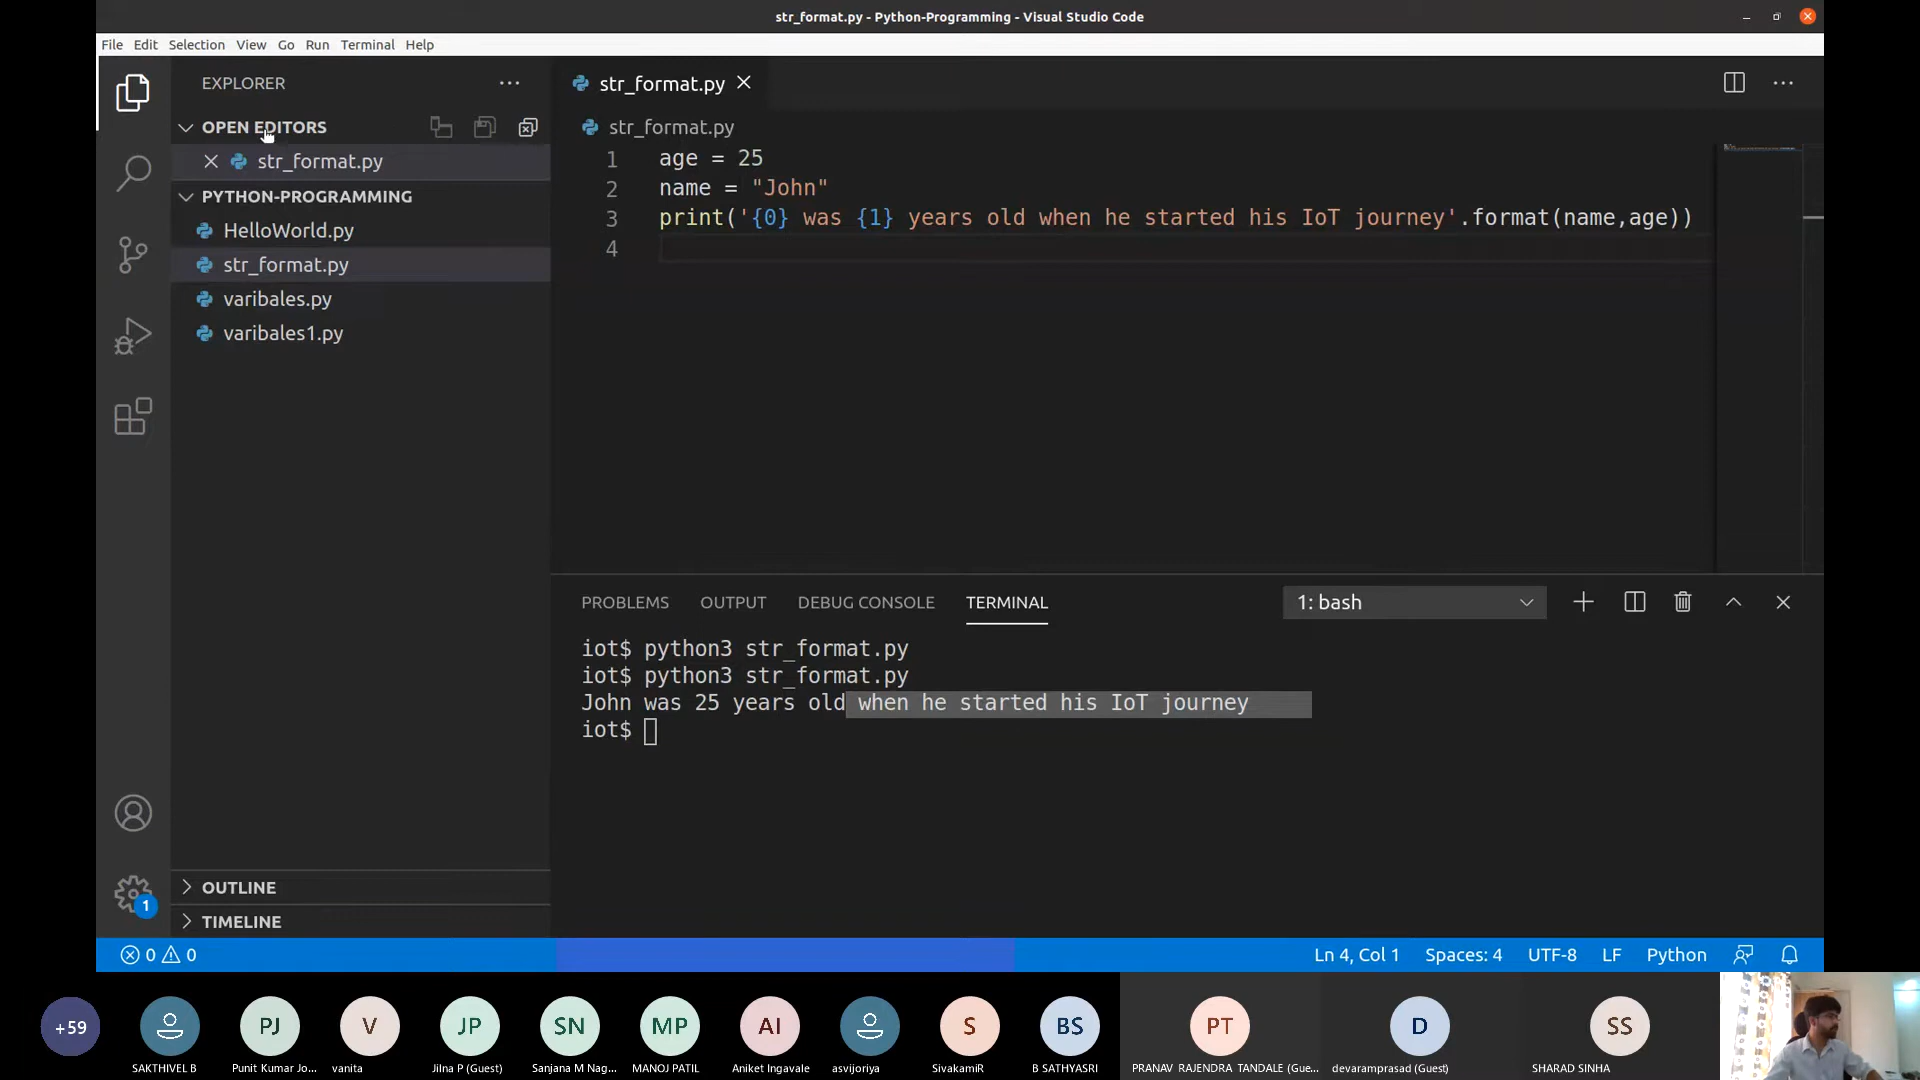 str_format.py - Python-Programming - Visual Studio Code
File Edit Selection View Go Run Terminal Help
EXPLORER
OPEN EDITORS
str_format.py
PYTHON-PROGRAMMING
HelloWorld.py
str_format.py
varibales.py
varibales1.py
OUTLINE
TIMELINE
str_format.py
str_format.py
1 age = 25
2 name = "John"
3 print('{0} was {1} years old when he started his IoT journey'.format(name,age))
4
PROBLEMS OUTPUT DEBUG CONSOLE TERMINAL 1: bash
iot$ python3 str_format.py
iot$ python3 str_format.py
John was 25 years old when he started his IoT journey
iot$
1
0 0 Ln 4, Col 1 Spaces: 4 UTF-8 LF Python
+59 PJ V JP SN MP AI S BS PT D SS
SAKTHIVEL B Punit Kumar Jo... vanita Jilna P (Guest) Sanjana M Nag... MANOJ PATIL Aniket Ingavale asvijoriya SivakamiR B SATHYASRI PRANAV RAJENDRA TANDALE (Gue... devaramprasad (Guest) SHARAD SINHA